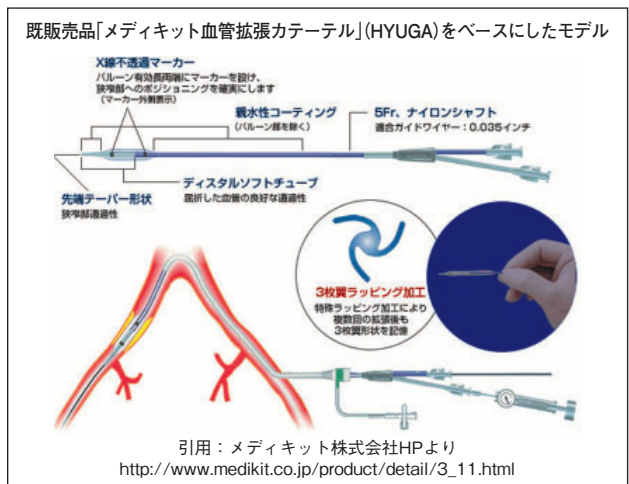 既販売品「メディキット血管拡張カテーテル」(HYUGA)をベースにしたモデル
X線不透過マーカー
バルーン有効長両端にマーカーを設け、
狭窄部へのポジショニングを確実にします
(マーカー外側表示)
親水性コーティング
(バルーン部を除く)
5Fr、ナイロンシャフト
適合ガイドワイヤー：0.035インチ
先端テーパー形状
狭窄部通過性
ディスタルソフトチューブ
屈折した血管の良好な通過性
3枚翼ラッピング加工
特殊ラッピング加工により
複数回の拡張後も
3枚翼形状を記憶
引用：メディキット株式会社HPより
http://www.medikit.co.jp/product/detail/3_11.html